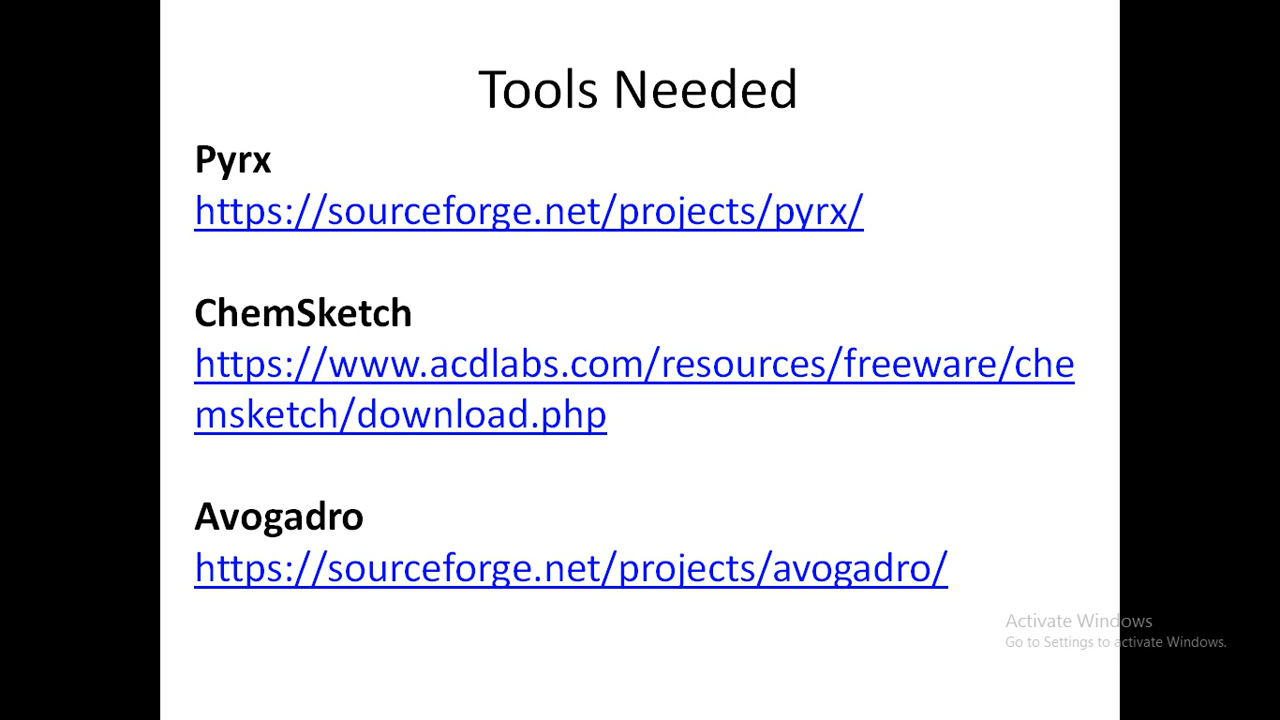 Tools Needed
Pyrx
https://sourceforge.net/projects/pyrx/
ChemSketch
https://www.acdlabs.com/resources/freeware/che
msketch/download.php
Avogadro
https://sourceforge.net/projects/avogadro/
Activate Windows
Go to Settings to activate Windows.